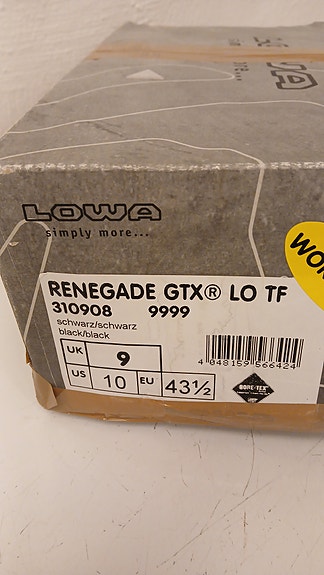 LOWA
simply more...
WOR
RENEGADE GTX® LO TF
310908 9999
schwarz/schwarz
black/black
UK 9
US 10 EU 43½
4 048159 566424
GORE-TEX